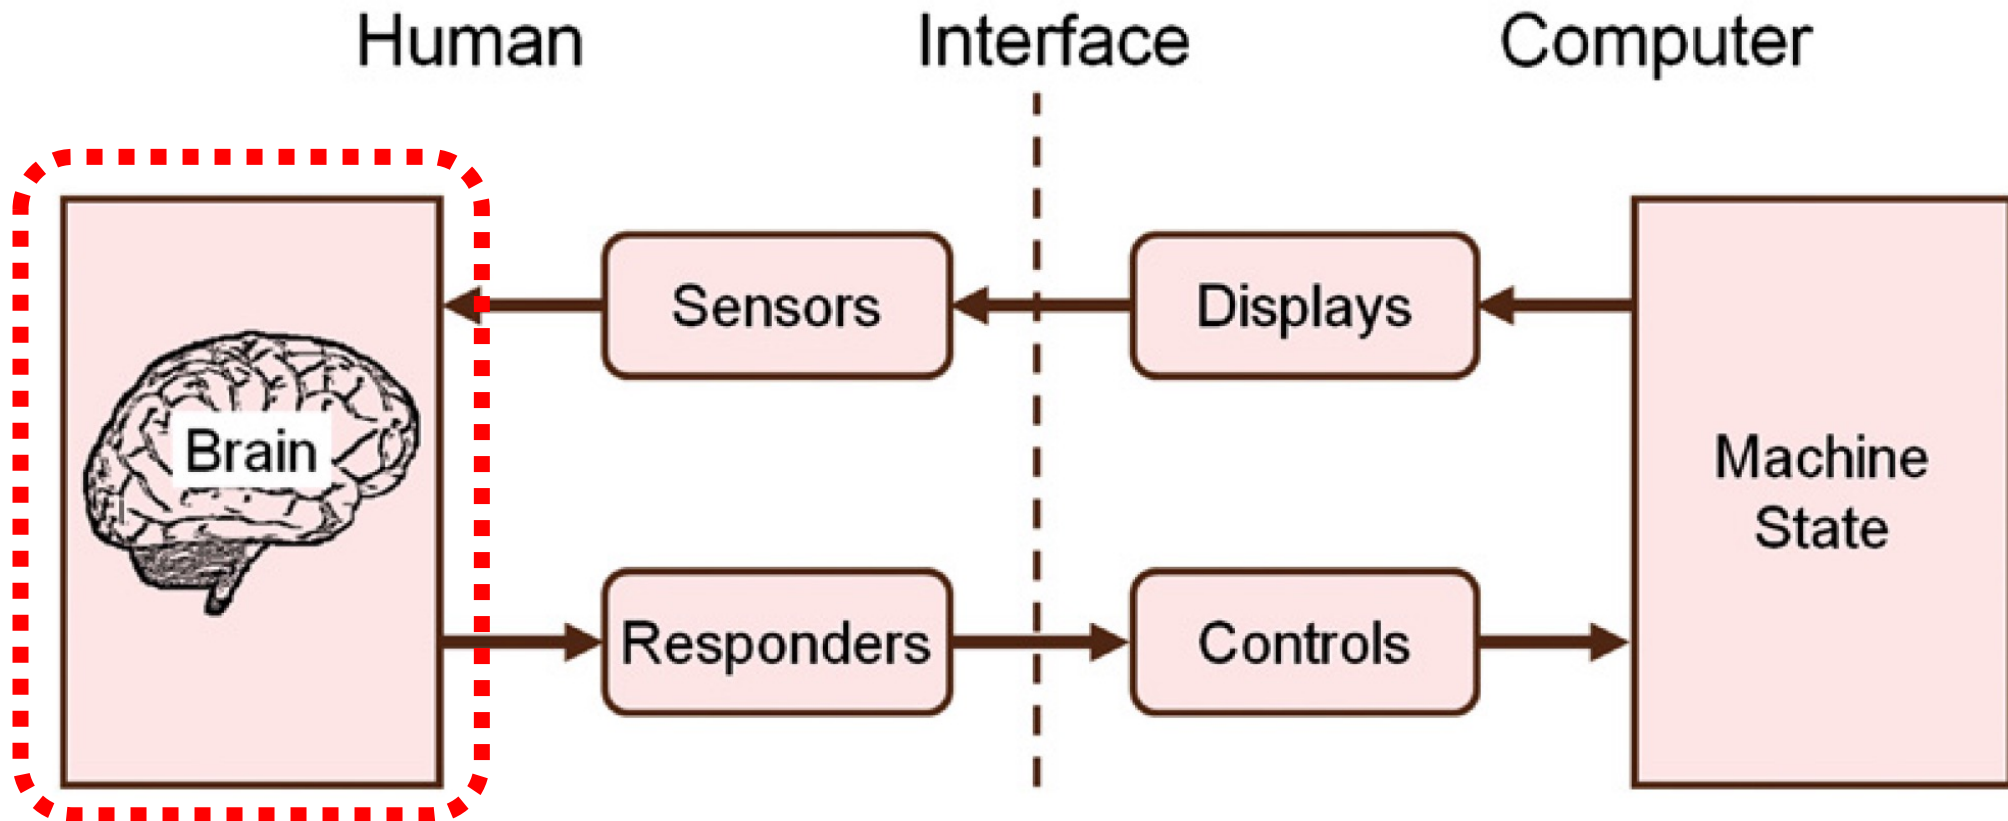 Human Interface Computer
Sensors
Displays
Brain
Machine
State
Responders
Controls